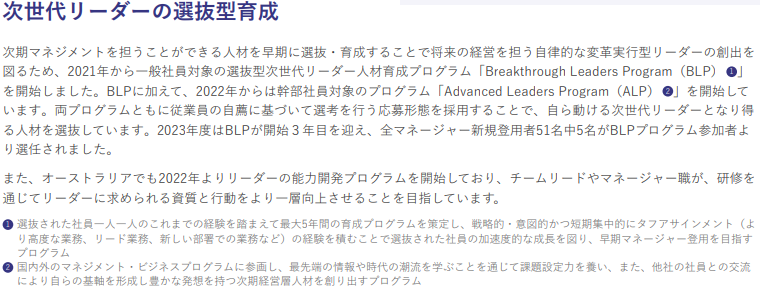 次世代リーダーの選抜型育成
次期マネジメントを担うことができる人材を早期に選抜・育成することで将来の経営を担う自律的な変革実行型リーダーの創出を
図るため、2021年から一般社員対象の選抜型次世代リーダー人材育成プログラム「Breakthrough Leaders Program（BLP）❶」
を開始しました。BLPに加えて、2022年からは幹部社員対象のプログラム「Advanced Leaders Program（ALP）❷」を開始して
います。両プログラムともに従業員の自薦に基づいて選考を行う応募形態を採用することで、自ら動ける次世代リーダーとなり得
る人材を選抜しています。2023年度はBLPが開始３年目を迎え、全マネージャー新規登用者51名中5名がBLPプログラム参加者よ
り選任されました。
また、オーストラリアでも2022年よりリーダーの能力開発プログラムを開始しており、チームリードやマネージャー職が、研修を
通じてリーダーに求められる資質と行動をより一層向上させることを目指しています。
❶ 選抜された社員一人一人のこれまでの経験を踏まえて最大5年間の育成プログラムを策定し、戦略的・意図的かつ短期集中的にタフアサインメント（よ
り高度な業務、リード業務、新しい部署での業務など）の経験を積むことで選抜された社員の加速度的な成長を図り、早期マネージャー登用を目指す
プログラム
❷ 国内外のマネジメント・ビジネスプログラムに参画し、最先端の情報や時代の潮流を学ぶことを通じて課題設定力を養い、また、他社の社員との交流
により自らの基軸を形成し豊かな発想を持つ次期経営層人材を創り出すプログラム